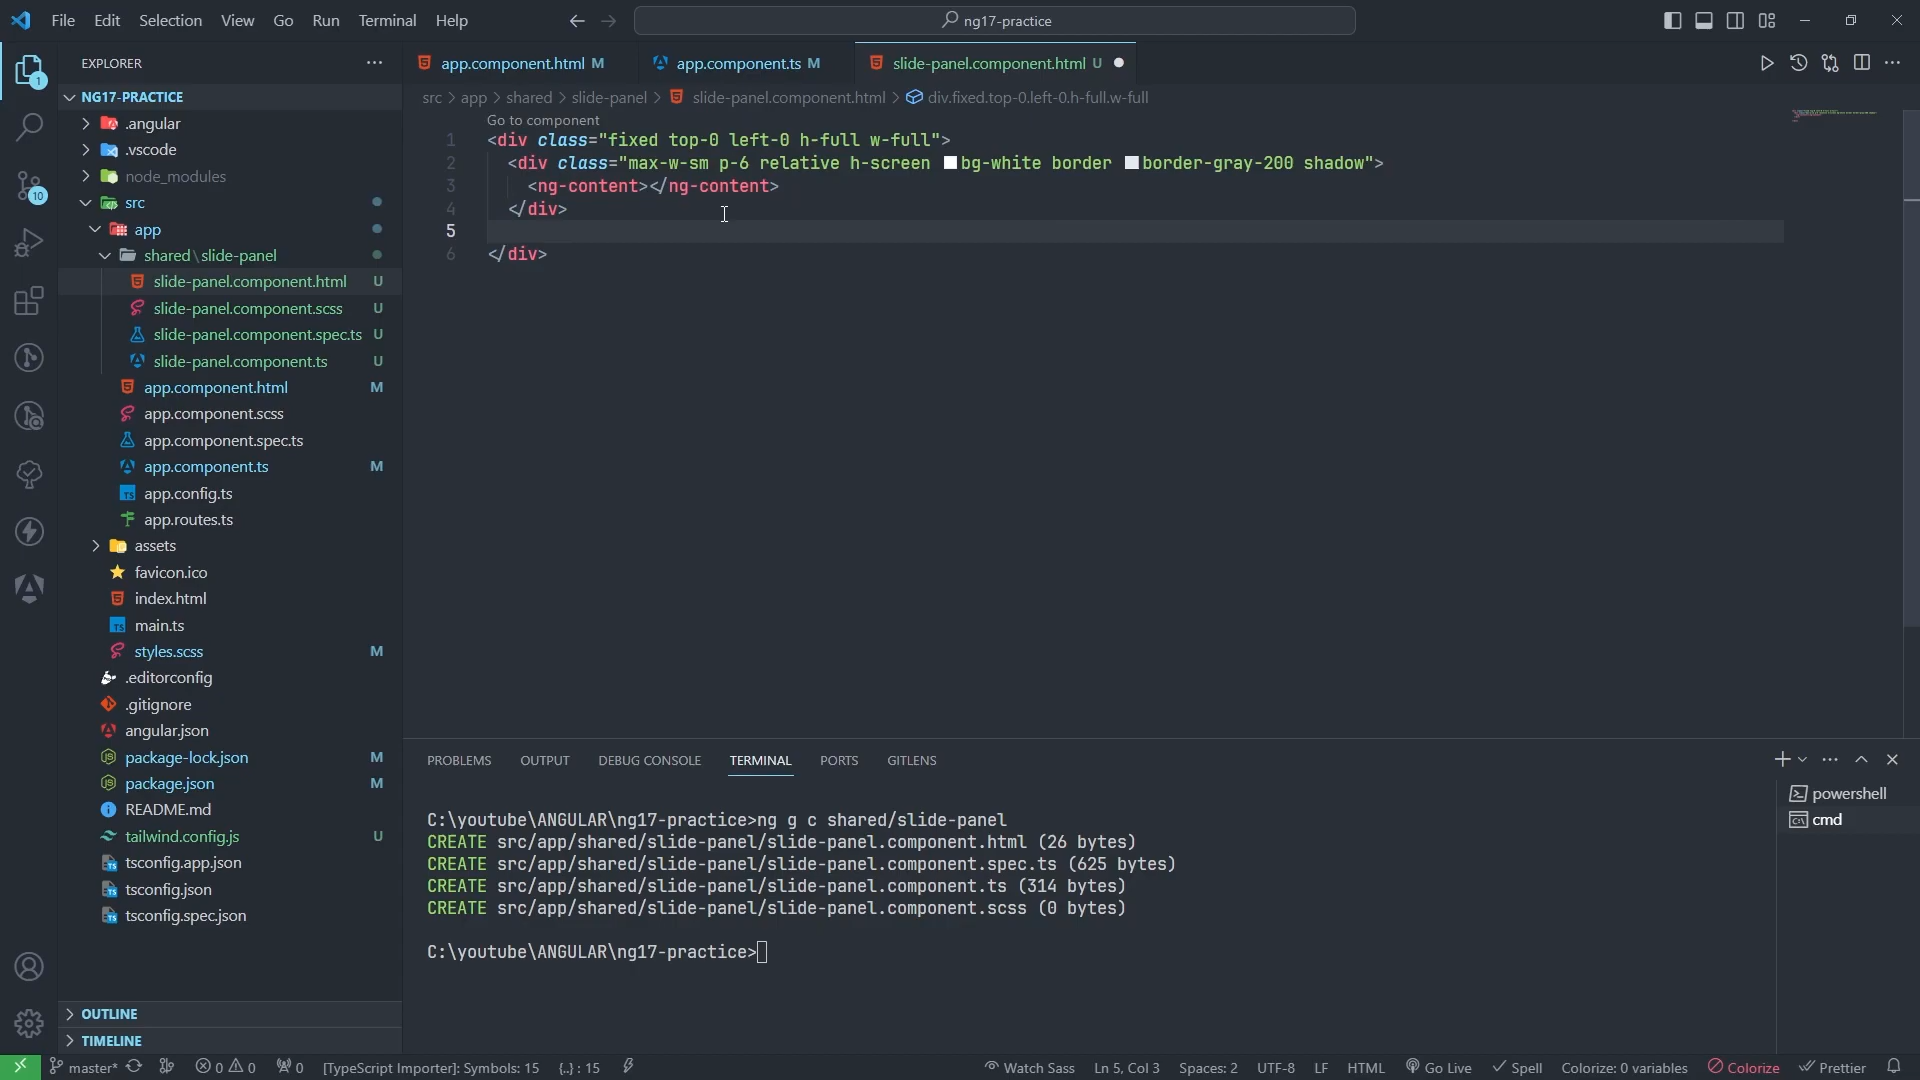 File Edit Selection View Go Run Terminal Help
ng17-practice
EXPLORER
NG17-PRACTICE
.angular
.vscode
node_modules
src
app
shared\slide-panel
slide-panel.component.html U
slide-panel.component.scss U
slide-panel.component.spec.ts U
slide-panel.component.ts U
app.component.html M
app.component.scss
app.component.spec.ts
app.component.ts M
app.config.ts
app.routes.ts
assets
favicon.ico
index.html
main.ts
styles.scss M
.editorconfig
.gitignore
angular.json
package-lock.json M
package.json M
README.md
tailwind.config.js U
tsconfig.app.json
tsconfig.json
tsconfig.spec.json
OUTLINE
TIMELINE
1
10
app.component.html M app.component.ts M slide-panel.component.html U
src > app > shared > slide-panel > slide-panel.component.html > div.fixed.top-0.left-0.h-full.w-full
Go to component
1 <div class="fixed top-0 left-0 h-full w-full">
2 <div class="max-w-sm p-6 relative h-screen bg-white border border-gray-200 shadow">
3 <ng-content></ng-content>
4 </div>
5
6 </div>
PROBLEMS OUTPUT DEBUG CONSOLE TERMINAL PORTS GITLENS
C:\youtube\ANGULAR\ng17-practice>ng g c shared/slide-panel
CREATE src/app/shared/slide-panel/slide-panel.component.html (26 bytes)
CREATE src/app/shared/slide-panel/slide-panel.component.spec.ts (625 bytes)
CREATE src/app/shared/slide-panel/slide-panel.component.ts (314 bytes)
CREATE src/app/shared/slide-panel/slide-panel.component.scss (0 bytes)
C:\youtube\ANGULAR\ng17-practice>
powershell
cmd
master* 0 0 0 [TypeScript Importer]: Symbols: 15 {..} : 15 Watch Sass Ln 5, Col 3 Spaces: 2 UTF-8 LF HTML Go Live Spell Colorize: 0 variables Colorize Prettier